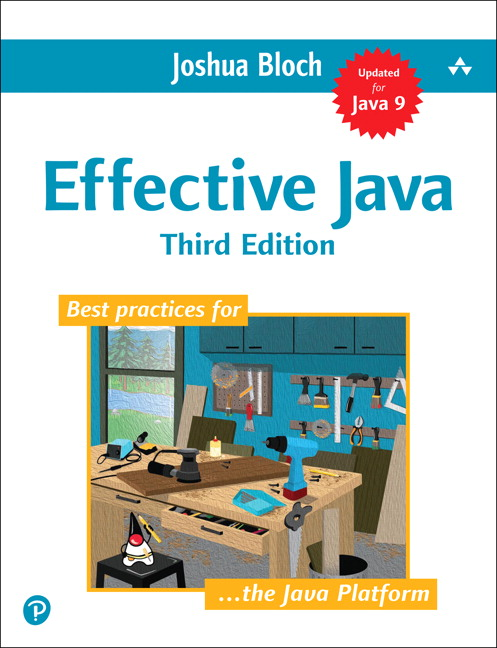 Joshua Bloch
Updated
for
Java 9
Effective Java
Third Edition
Best practices for
...the Java Platform
P